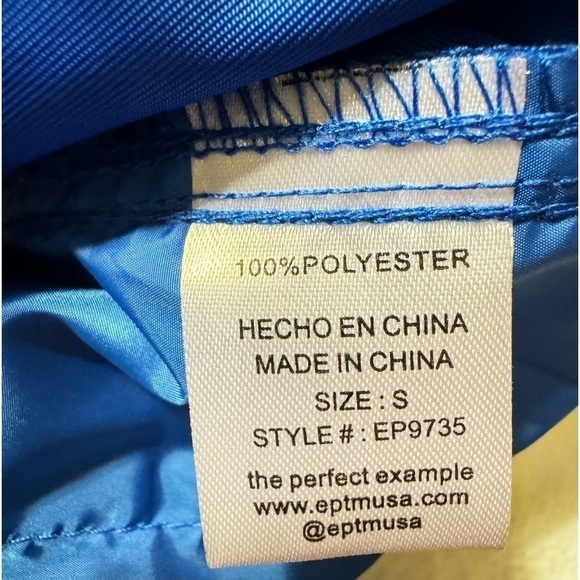 100%POLYESTER
HECHO EN CHINA
MADE IN CHINA
SIZE : S
STYLE # : EP9735
the perfect example
www.eptmusa.com
@eptmusa